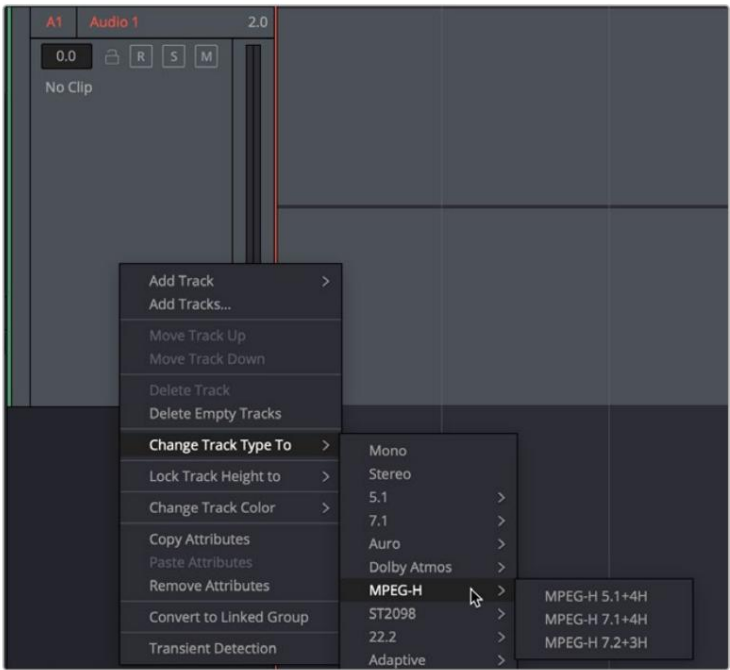 A1 Audio 1 2.0
0.0 R S M
No Clip
Add Track >
Add Tracks...
Move Track Up
Move Track Down
Delete Track
Delete Empty Tracks
Change Track Type To >
Lock Track Height to >
Change Track Color >
Copy Attributes
Paste Attributes
Remove Attributes
Convert to Linked Group
Transient Detection
Mono
Stereo
5.1 >
7.1 >
Auro >
Dolby Atmos >
MPEG-H >
ST2098 >
22.2 >
Adaptive >
MPEG-H 5.1+4H
MPEG-H 7.1+4H
MPEG-H 7.2+3H